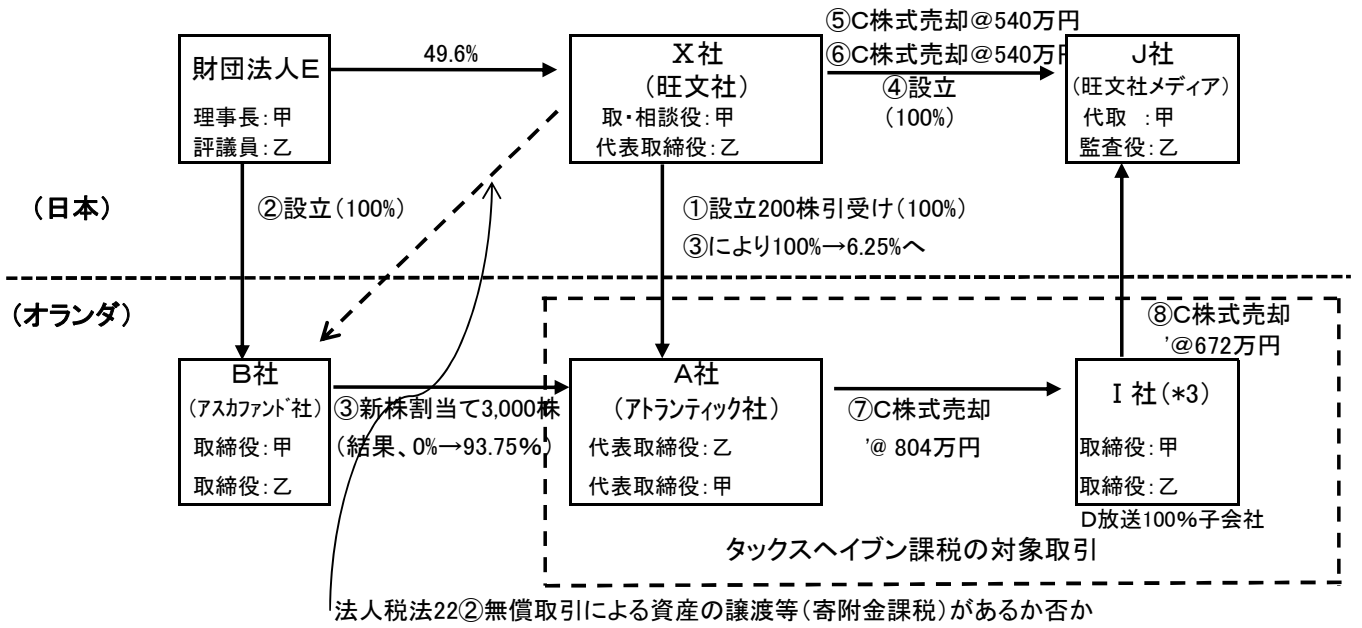 ⑤C株式売却@540万円
⑥C株式売却@540万円
財団法人E
理事長:甲
評議員:乙
49.6%
X社
(旺文社)
取・相談役:甲
代表取締役:乙
④設立
(100%)
J社
(旺文社メディア)
代取 :甲
監査役:乙
(日本)
②設立(100%)
①設立200株引受け(100%)
③により100%→6.25%へ
(オランダ)
⑧C株式売却
'@672万円
B社
(アスカファンド社)
取締役:甲
取締役:乙
③新株割当て3,000株
(結果、0%→93.75%)
A社
(アトランティック社)
代表取締役:乙
代表取締役:甲
⑦C株式売却
'@ 804万円
I 社(*3)
取締役:甲
取締役:乙
D放送100%子会社
タックスヘイブン課税の対象取引
法人税法22②無償取引による資産の譲渡等(寄附金課税)があるか否か